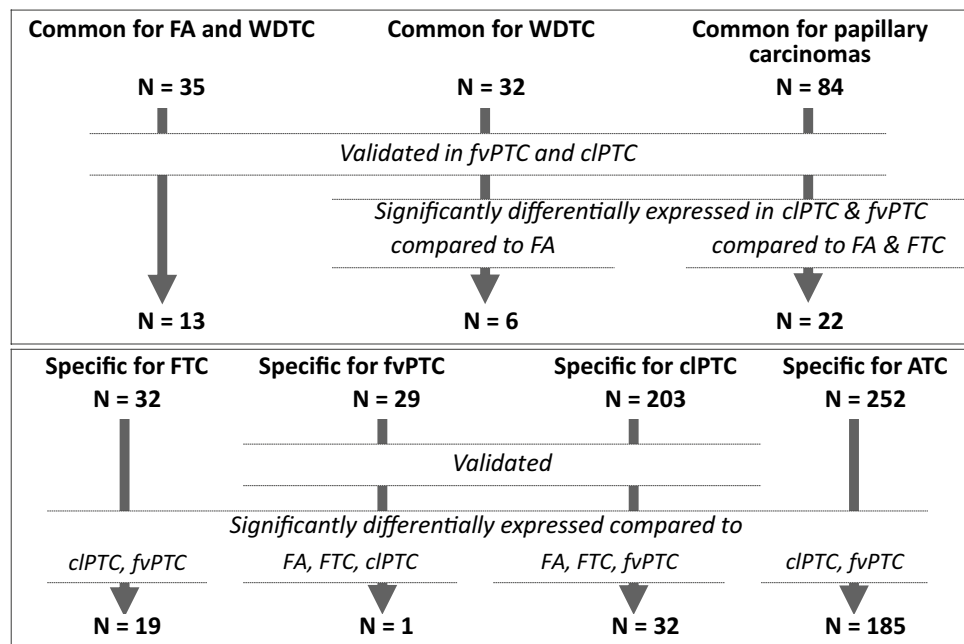 Common for FA and WDTC Common for WDTC Common for papillary
carcinomas
N = 35 N = 32 N = 84
Validated in fvPTC and clPTC
Significantly differentially expressed in clPTC & fvPTC
compared to FA compared to FA & FTC
N = 13 N = 6 N = 22
Specific for FTC Specific for fvPTC Specific for clPTC Specific for ATC
N = 32 N = 29 N = 203 N = 252
Validated
Significantly differentially expressed compared to
clPTC, fvPTC FA, FTC, clPTC FA, FTC, fvPTC clPTC, fvPTC
N = 19 N = 1 N = 32 N = 185